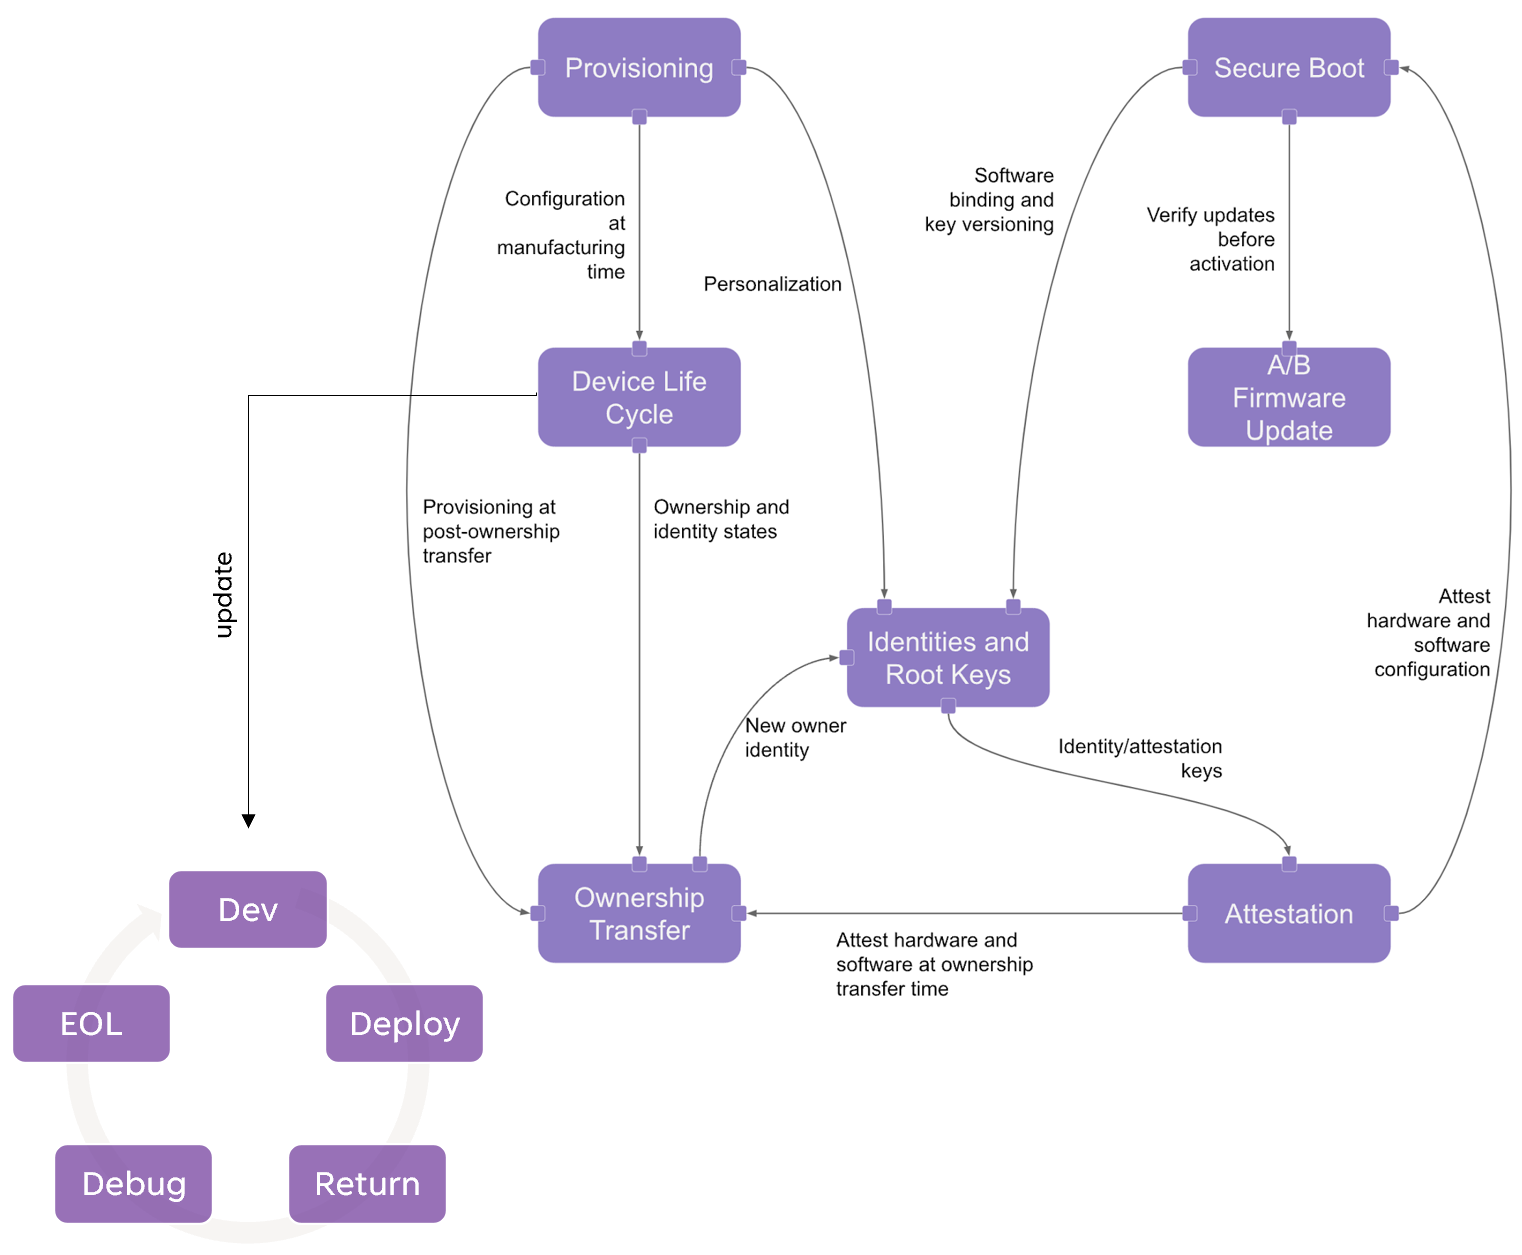 Provisioning
Secure Boot
Configuration
at
manufacturing
time
Personalization
Software
binding and
key versioning
Verify updates
before
activation
Device Life
Cycle
A/B
Firmware
Update
Provisioning at
post-ownership
transfer
Ownership and
identity states
update
Attest
hardware and
software
configuration
Identities and
Root Keys
New owner
identity
Identity/attestation
keys
Ownership
Transfer
Attestation
Attest hardware and
software at ownership
transfer time
Dev
EOL
Deploy
Debug
Return